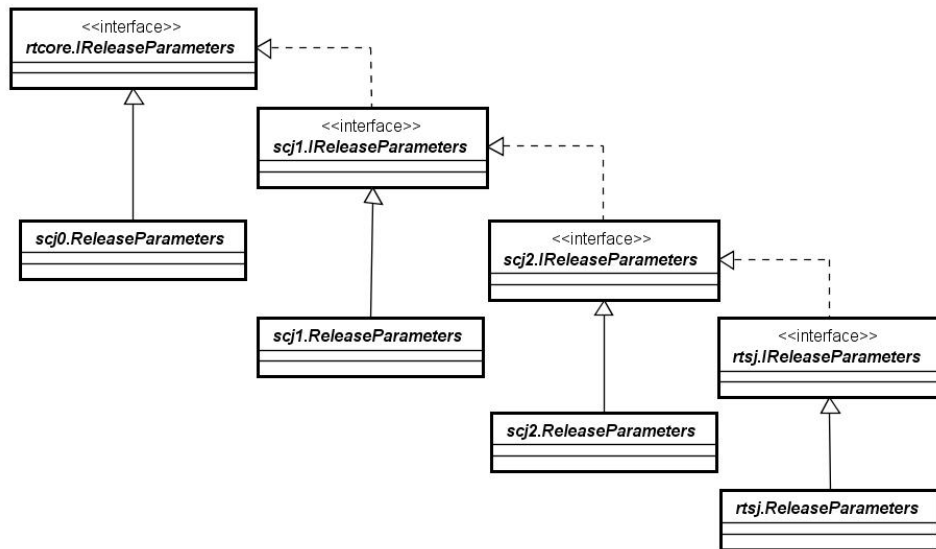 <<interface>>
rtcore.IReleaseParameters
<<interface>>
scj1.IReleaseParameters
scj0.ReleaseParameters
<<interface>>
scj2.IReleaseParameters
scj1.ReleaseParameters
<<interface>>
rtsj.IReleaseParameters
scj2.ReleaseParameters
rtsj.ReleaseParameters